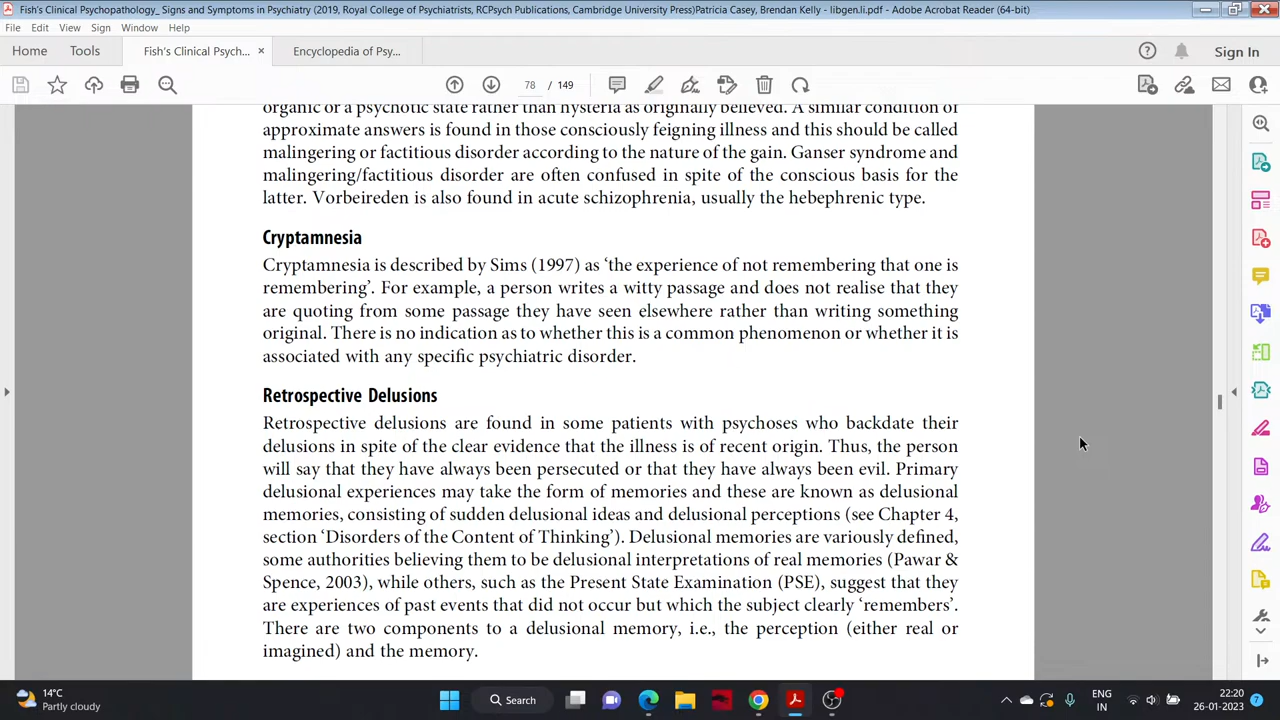 Fish's Clinical Psychopathology_ Signs and Symptoms in Psychiatry (2019, Royal College of Psychiatrists, RCPsych Publications, Cambridge University Press)Patricia Casey, Brendan Kelly - libgen.li.pdf - Adobe Acrobat Reader (64-bit)
File Edit View Sign Window Help
Home Tools Fish's Clinical Psych... × Encyclopedia of Psy... Sign In
78 / 149
organic or a psychotic state rather than hysteria as originally believed. A similar condition of
approximate answers is found in those consciously feigning illness and this should be called
malingering or factitious disorder according to the nature of the gain. Ganser syndrome and
malingering/factitious disorder are often confused in spite of the conscious basis for the
latter. Vorbeireden is also found in acute schizophrenia, usually the hebephrenic type.
Cryptamnesia
Cryptamnesia is described by Sims (1997) as ‘the experience of not remembering that one is
remembering’. For example, a person writes a witty passage and does not realise that they
are quoting from some passage they have seen elsewhere rather than writing something
original. There is no indication as to whether this is a common phenomenon or whether it is
associated with any specific psychiatric disorder.
Retrospective Delusions
Retrospective delusions are found in some patients with psychoses who backdate their
delusions in spite of the clear evidence that the illness is of recent origin. Thus, the person
will say that they have always been persecuted or that they have always been evil. Primary
delusional experiences may take the form of memories and these are known as delusional
memories, consisting of sudden delusional ideas and delusional perceptions (see Chapter 4,
section ‘Disorders of the Content of Thinking’). Delusional memories are variously defined,
some authorities believing them to be delusional interpretations of real memories (Pawar &
Spence, 2003), while others, such as the Present State Examination (PSE), suggest that they
are experiences of past events that did not occur but which the subject clearly ‘remembers’.
There are two components to a delusional memory, i.e., the perception (either real or
imagined) and the memory.
14°C
Partly cloudy
Search
ENG
IN
22:20
26-01-2023
7